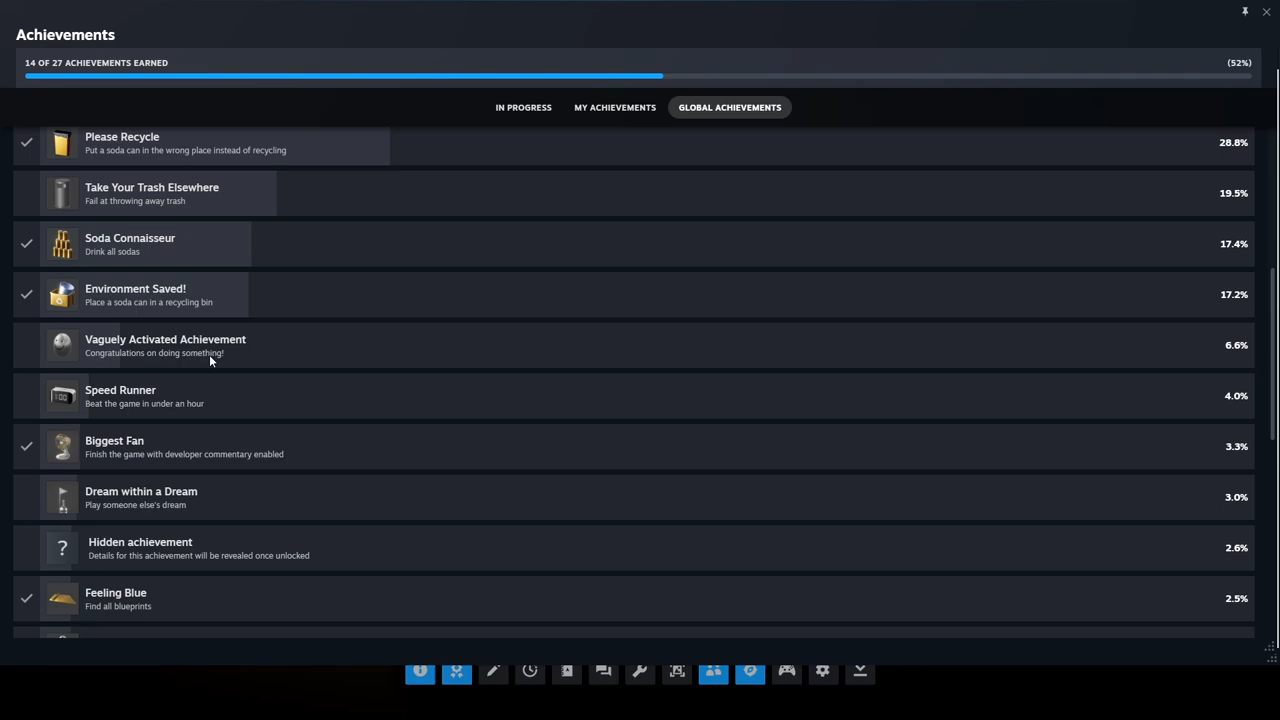 Achievements
14 OF 27 ACHIEVEMENTS EARNED
(52%)
IN PROGRESS
MY ACHIEVEMENTS
GLOBAL ACHIEVEMENTS
Please Recycle
Put a soda can in the wrong place instead of recycling
28.8%
Take Your Trash Elsewhere
Fail at throwing away trash
19.5%
Soda Connaisseur
Drink all sodas
17.4%
Environment Saved!
Place a soda can in a recycling bin
17.2%
Vaguely Activated Achievement
Congratulations on doing something!
6.6%
Speed Runner
Beat the game in under an hour
4.0%
Biggest Fan
Finish the game with developer commentary enabled
3.3%
Dream within a Dream
Play someone else's dream
3.0%
?
Hidden achievement
Details for this achievement will be revealed once unlocked
2.6%
Feeling Blue
Find all blueprints
2.5%